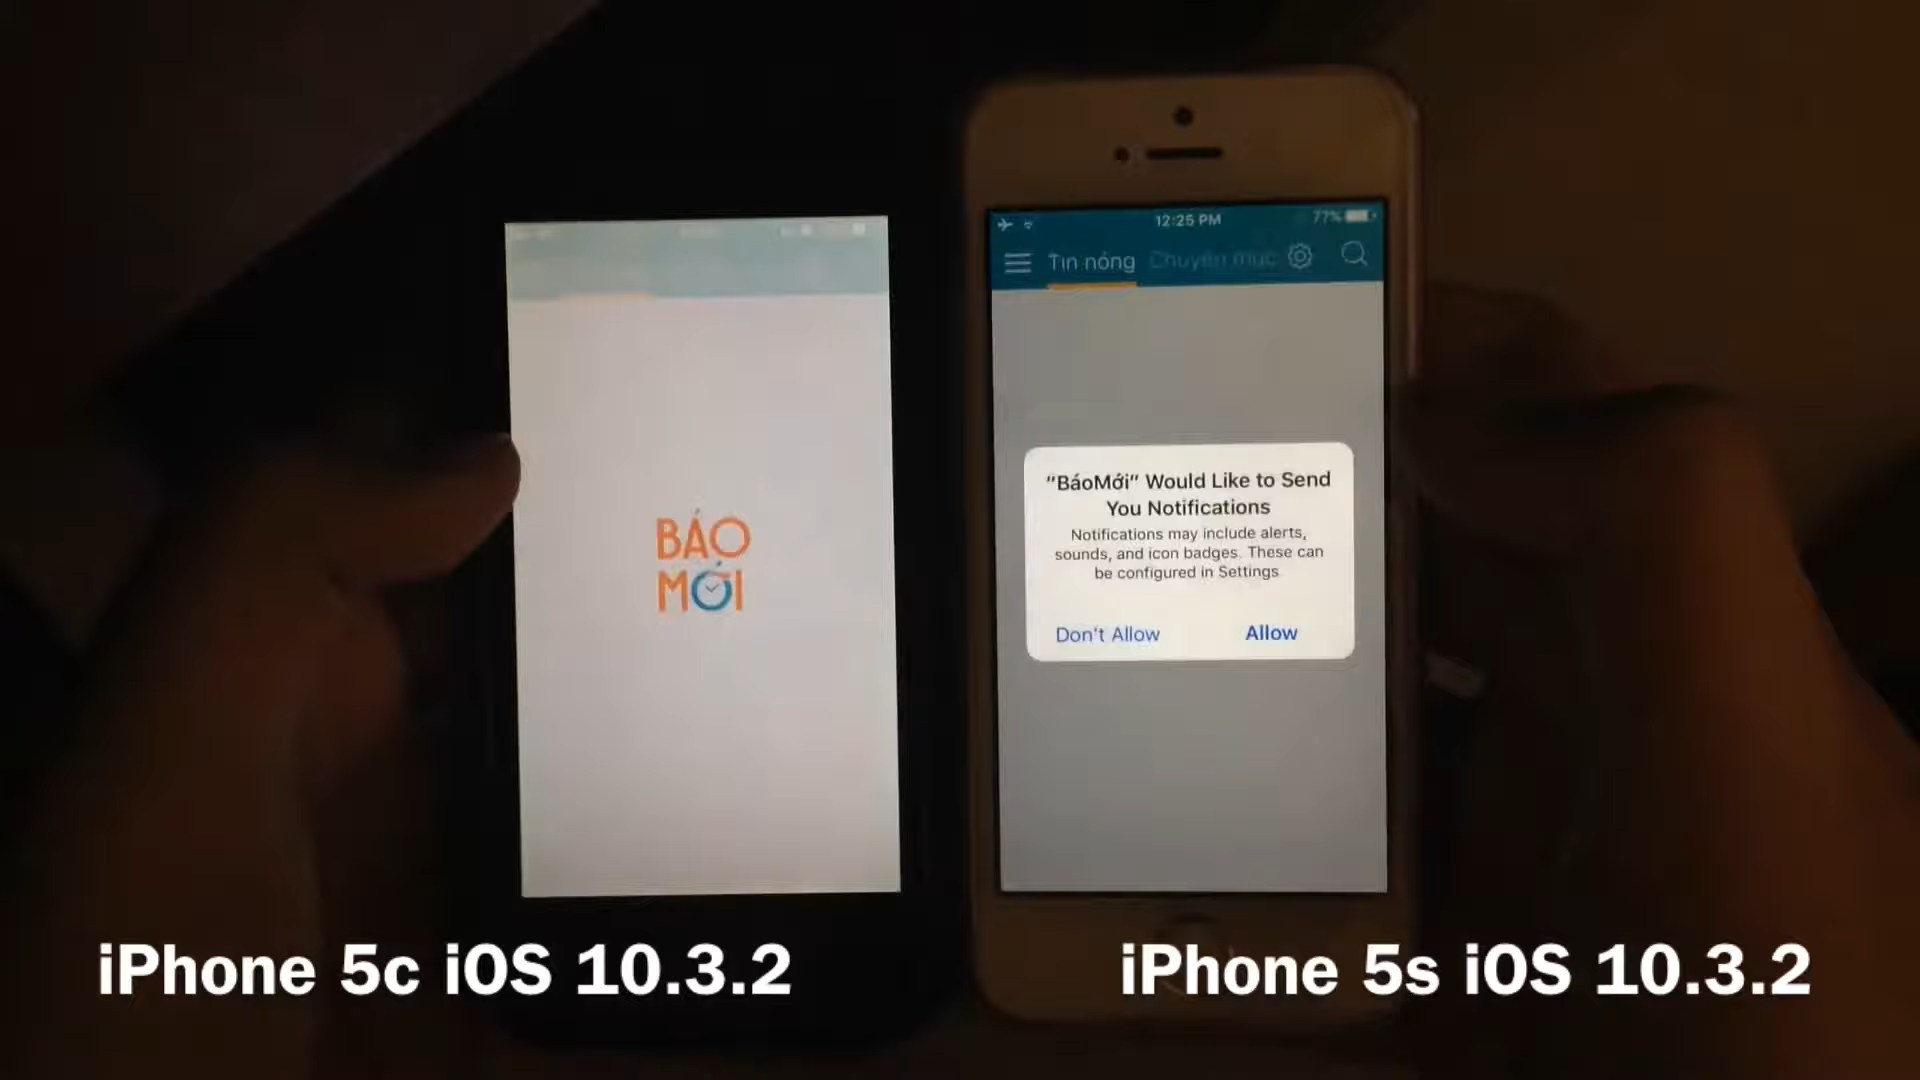 BÁO
MỚI
12:25 PM
77%
Tin nóng Chuyên mục
“BáoMới” Would Like to Send
You Notifications
Notifications may include alerts,
sounds, and icon badges. These can
be configured in Settings
Don't Allow
Allow
iPhone 5c iOS 10.3.2
iPhone 5s iOS 10.3.2